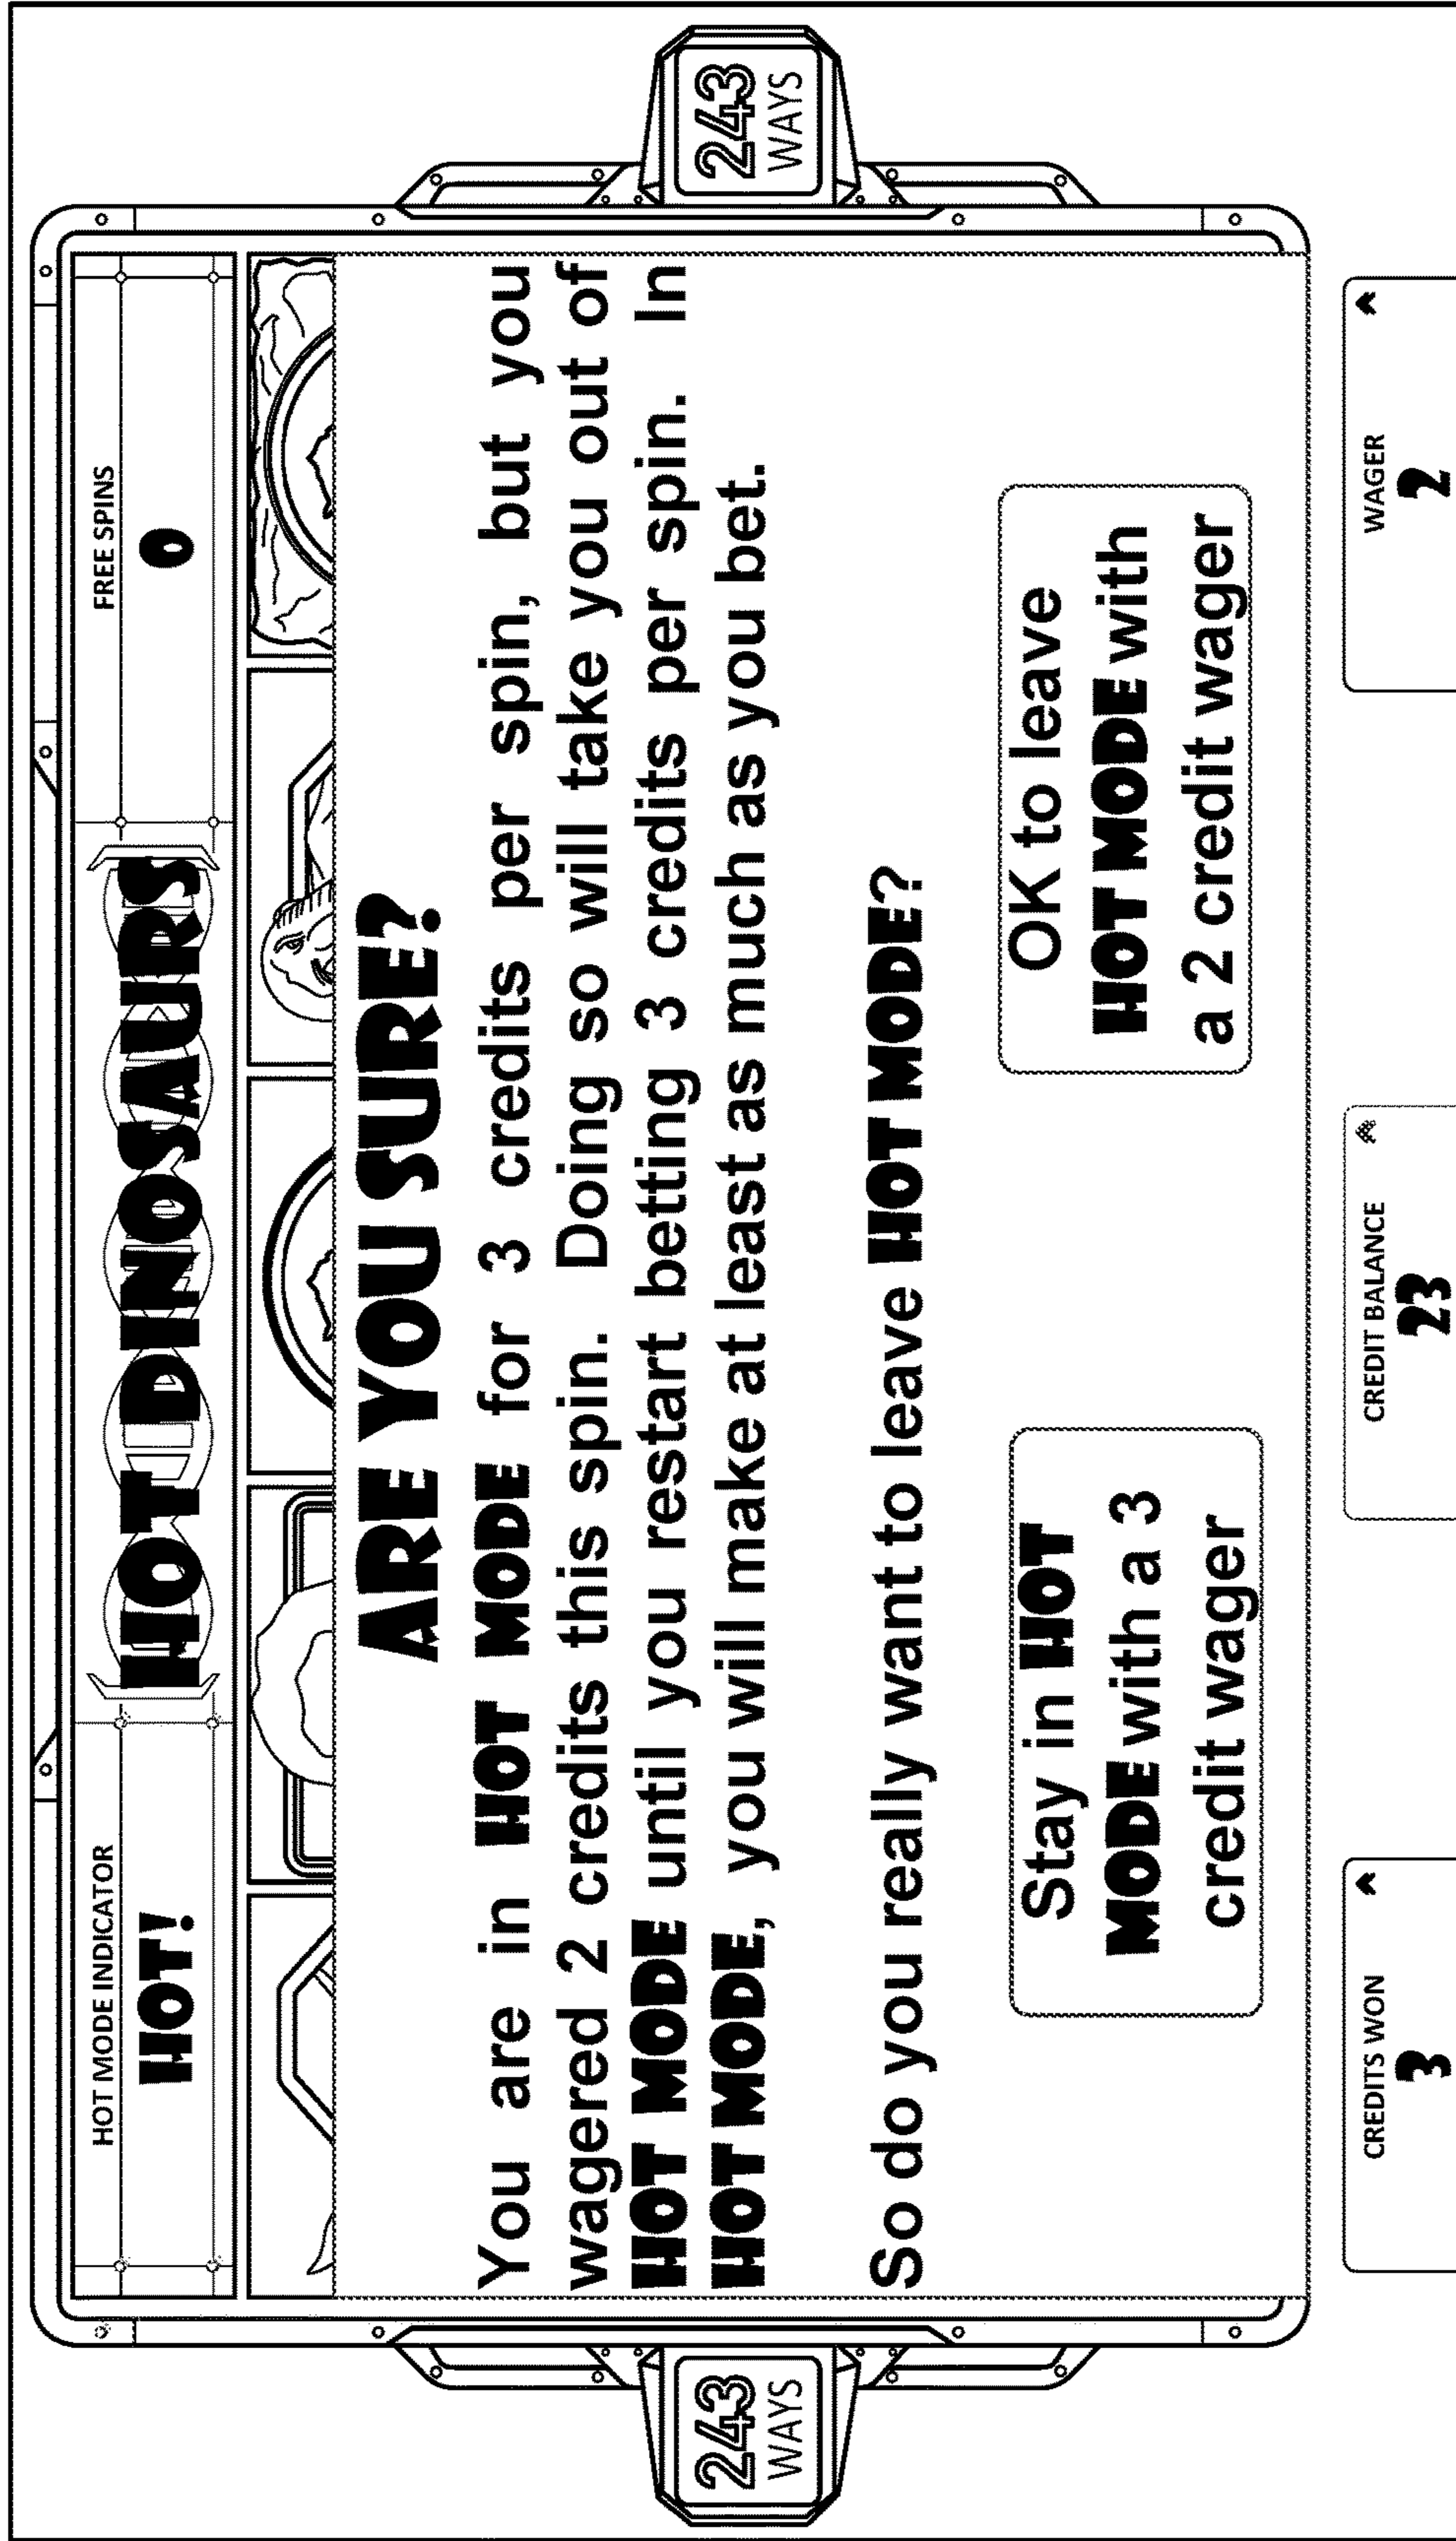 HOT MODE INDICATOR
HOT!
HOT DINOSAURS
FREE SPINS
0
243
WAYS
243
WAYS
ARE YOU SURE?
You are in HOT MODE for 3 credits per spin, but you
wagered 2 credits this spin. Doing so will take you out of
HOT MODE until you restart betting 3 credits per spin. In
HOT MODE, you will make at least as much as you bet.
So do you really want to leave HOT MODE?
Stay in HOT
MODE with a 3
credit wager
OK to leave
HOT MODE with
a 2 credit wager
CREDITS WON
3
CREDIT BALANCE
23
WAGER
2